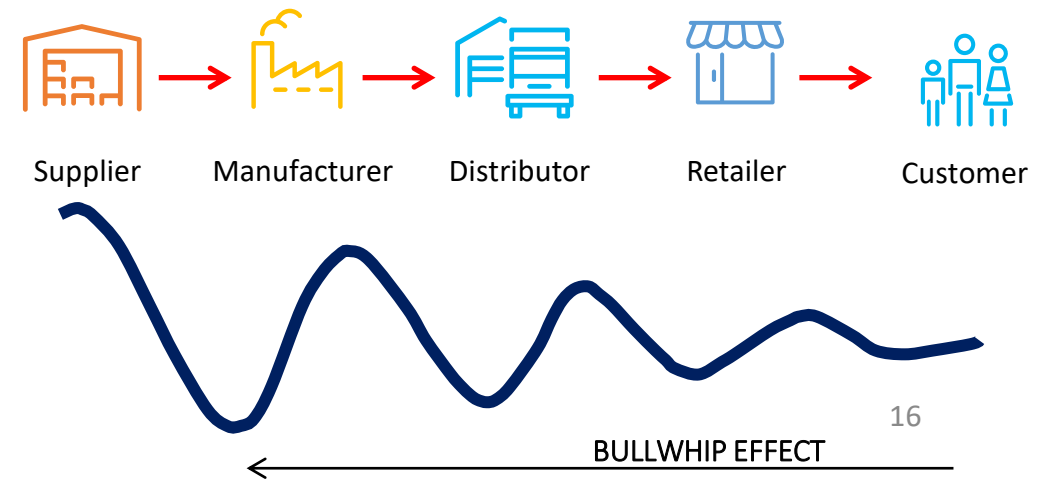 Supplier
Manufacturer
Distributor
Retailer
Customer
16
BULLWHIP EFFECT